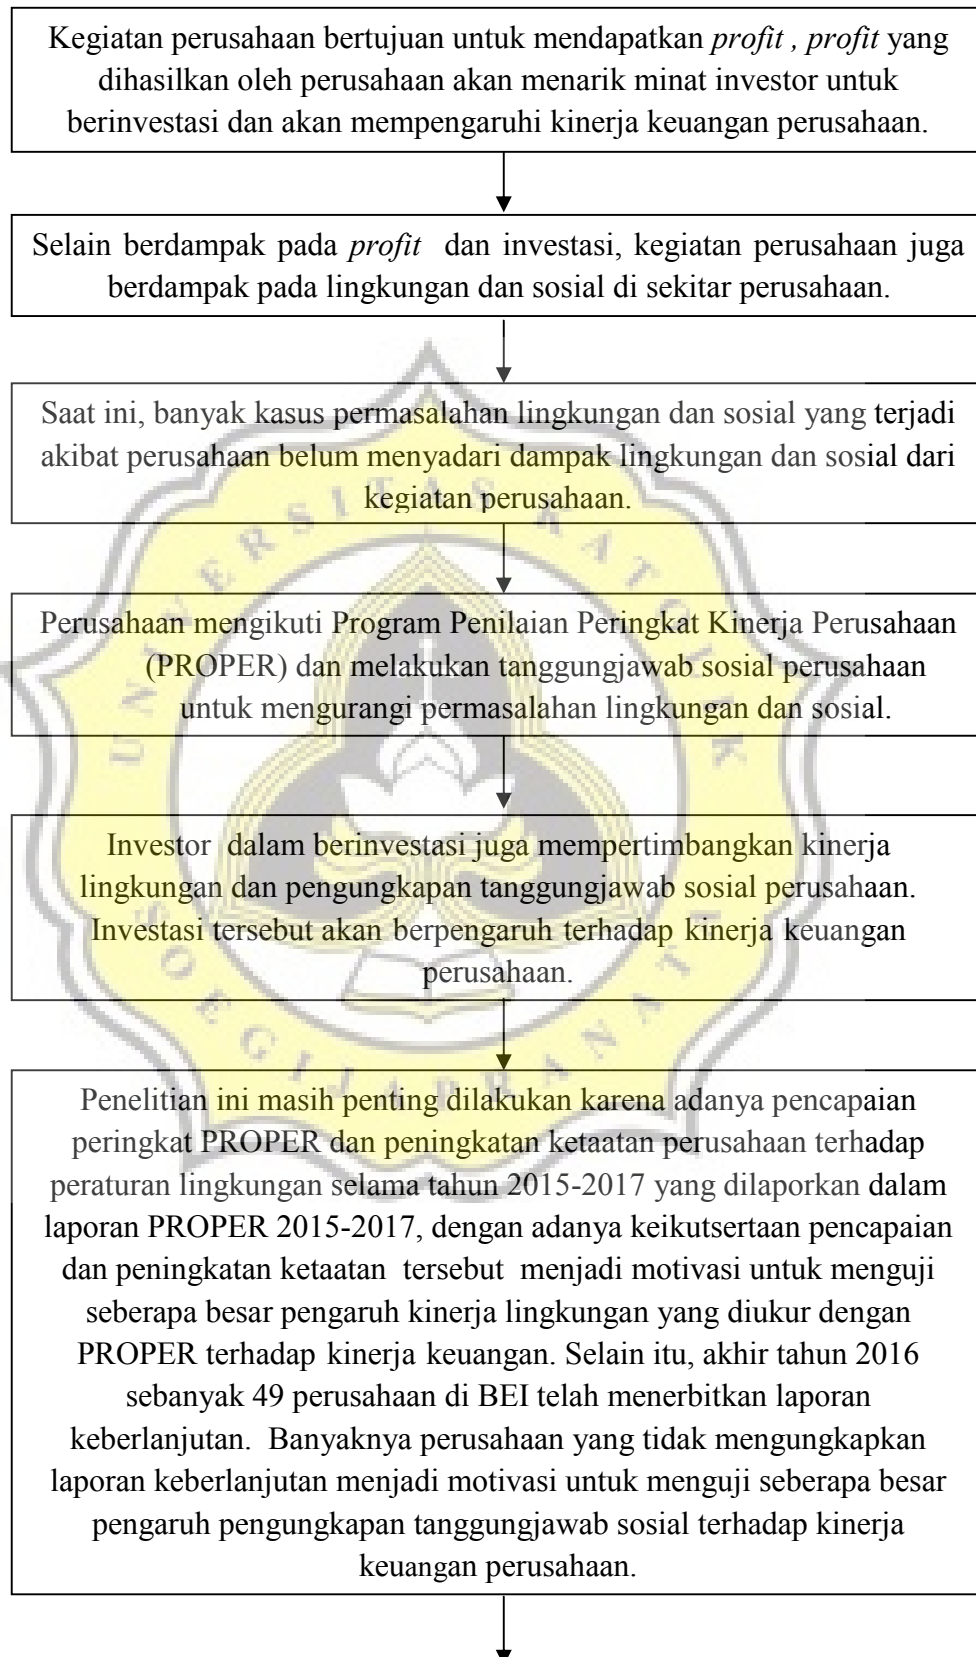 Kegiatan perusahaan bertujuan untuk mendapatkan profit , profit yang
dihasilkan oleh perusahaan akan menarik minat investor untuk
berinvestasi dan akan mempengaruhi kinerja keuangan perusahaan.
Selain berdampak pada profit dan investasi, kegiatan perusahaan juga
berdampak pada lingkungan dan sosial di sekitar perusahaan.
Saat ini, banyak kasus permasalahan lingkungan dan sosial yang terjadi
akibat perusahaan belum menyadari dampak lingkungan dan sosial dari
kegiatan perusahaan.
Perusahaan mengikuti Program Penilaian Peringkat Kinerja Perusahaan
(PROPER) dan melakukan tanggungjawab sosial perusahaan
untuk mengurangi permasalahan lingkungan dan sosial.
Investor dalam berinvestasi juga mempertimbangkan kinerja
lingkungan dan pengungkapan tanggungjawab sosial perusahaan.
Investasi tersebut akan berpengaruh terhadap kinerja keuangan
perusahaan.
Penelitian ini masih penting dilakukan karena adanya pencapaian
peringkat PROPER dan peningkatan ketaatan perusahaan terhadap
peraturan lingkungan selama tahun 2015-2017 yang dilaporkan dalam
laporan PROPER 2015-2017, dengan adanya keikutsertaan pencapaian
dan peningkatan ketaatan tersebut menjadi motivasi untuk menguji
seberapa besar pengaruh kinerja lingkungan yang diukur dengan
PROPER terhadap kinerja keuangan. Selain itu, akhir tahun 2016
sebanyak 49 perusahaan di BEI telah menerbitkan laporan
keberlanjutan. Banyaknya perusahaan yang tidak mengungkapkan
laporan keberlanjutan menjadi motivasi untuk menguji seberapa besar
pengaruh pengungkapan tanggungjawab sosial terhadap kinerja
keuangan perusahaan.
UNIVERSITAS KATOLIK
SOEGIJAPRANATA